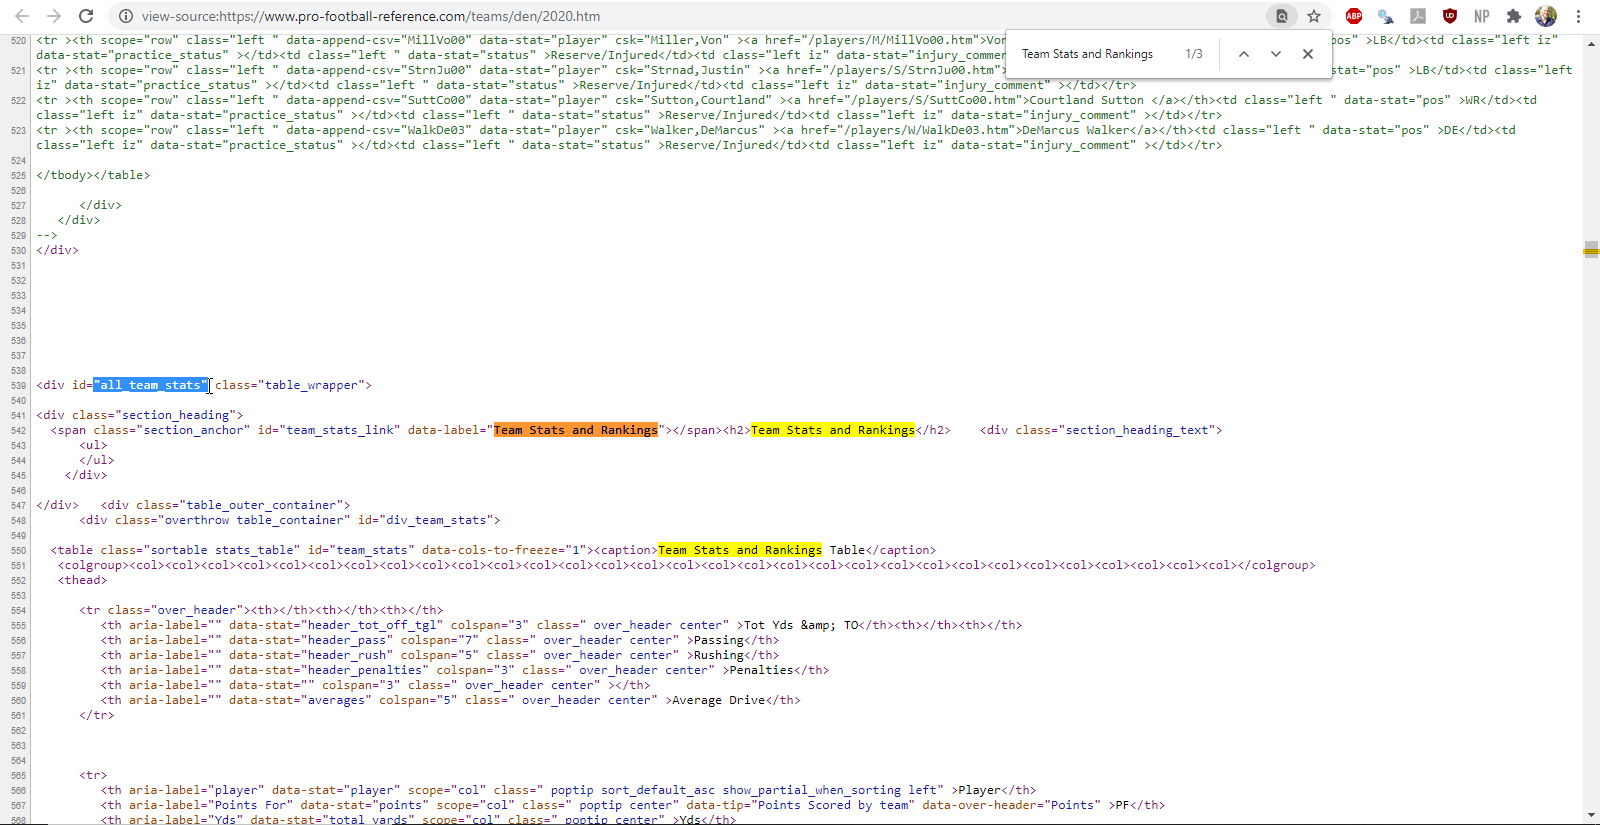 view-source:https://www.pro-football-reference.com/teams/den/2020.htm
ABP
NP
Team Stats and Rankings 1/3
520 <tr ><th scope="row" class="left " data-append-csv="MillVo00" data-stat="player" csk="Miller,Von" ><a href="/players/M/MillVo00.htm">Von pos" >LB</td><td class="left iz"
data-stat="practice_status" ></td><td class="left " data-stat="status" >Reserve/Injured</td><td class="left iz" data-stat="injury_comme
521 <tr ><th scope="row" class="left " data-append-csv="StrnJu00" data-stat="player" csk="Strnad,Justin" ><a href="/players/S/StrnJu00.htm"> stat="pos" >LB</td><td class="left
iz" data-stat="practice_status" ></td><td class="left " data-stat="status" >Reserve/Injured</td><td class="left iz" data-stat="injury_comment" ></td></tr>
522 <tr ><th scope="row" class="left " data-append-csv="SuttCo00" data-stat="player" csk="Sutton,Courtland" ><a href="/players/S/SuttCo00.htm">Courtland Sutton </a></th><td class="left " data-stat="pos" >WR</td><td
class="left iz" data-stat="practice_status" ></td><td class="left " data-stat="status" >Reserve/Injured</td><td class="left iz" data-stat="injury_comment" ></td></tr>
523 <tr ><th scope="row" class="left " data-append-csv="WalkDe03" data-stat="player" csk="Walker,DeMarcus" ><a href="/players/W/WalkDe03.htm">DeMarcus Walker</a></th><td class="left " data-stat="pos" >DE</td><td
class="left iz" data-stat="practice_status" ></td><td class="left " data-stat="status" >Reserve/Injured</td><td class="left iz" data-stat="injury_comment" ></td></tr>
524
525 </tbody></table>
526
527 </div>
528 </div>
529 -->
530 </div>
531
532
533
534
535
536
537
538
539 <div id="all_team_stats" class="table_wrapper">
540
541 <div class="section_heading">
542 <span class="section_anchor" id="team_stats_link" data-label="Team Stats and Rankings"></span><h2>Team Stats and Rankings</h2> <div class="section_heading_text">
543 <ul>
544 </ul>
545 </div>
546
547 </div> <div class="table_outer_container">
548 <div class="overthrow table_container" id="div_team_stats">
549
550 <table class="sortable stats_table" id="team_stats" data-cols-to-freeze="1"><caption>Team Stats and Rankings Table</caption>
551 <colgroup><col><col><col><col><col><col><col><col><col><col><col><col><col><col><col><col><col><col><col><col><col><col><col><col><col><col><col><col><col><col><col></colgroup>
552 <thead>
553
554 <tr class="over_header"><th></th><th></th><th></th>
555 <th aria-label="" data-stat="header_tot_off_tgl" colspan="3" class=" over_header center" >Tot Yds &amp; TO</th><th></th><th></th>
556 <th aria-label="" data-stat="header_pass" colspan="7" class=" over_header center" >Passing</th>
557 <th aria-label="" data-stat="header_rush" colspan="5" class=" over_header center" >Rushing</th>
558 <th aria-label="" data-stat="header_penalties" colspan="3" class=" over_header center" >Penalties</th>
559 <th aria-label="" data-stat="" colspan="3" class=" over_header center" ></th>
560 <th aria-label="" data-stat="averages" colspan="5" class=" over_header center" >Average Drive</th>
561 </tr>
562
563
564
565 <tr>
566 <th aria-label="player" data-stat="player" scope="col" class=" poptip sort_default_asc show_partial_when_sorting left" >Player</th>
567 <th aria-label="Points For" data-stat="points" scope="col" class=" poptip center" data-tip="Points Scored by team" data-over-header="Points" >PF</th>
568 <th aria-label="Yds" data-stat="total_yards" scope="col" class=" poptip center" >Yds</th>